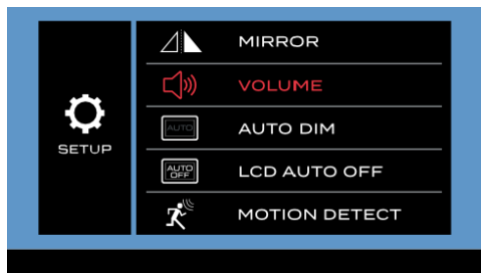 MIRROR
VOLUME
SETUP
AUTO
AUTO DIM
AUTO
OFF
LCD AUTO OFF
MOTION DETECT